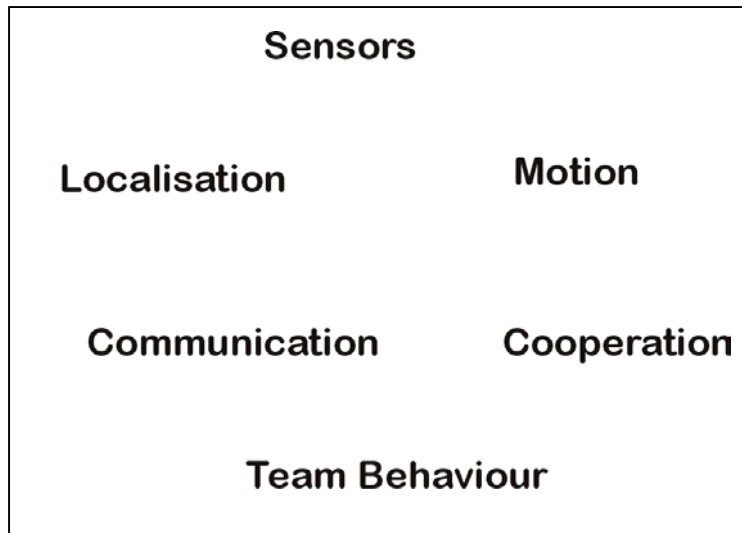 Sensors
Localisation
Motion
Communication
Cooperation
Team Behaviour